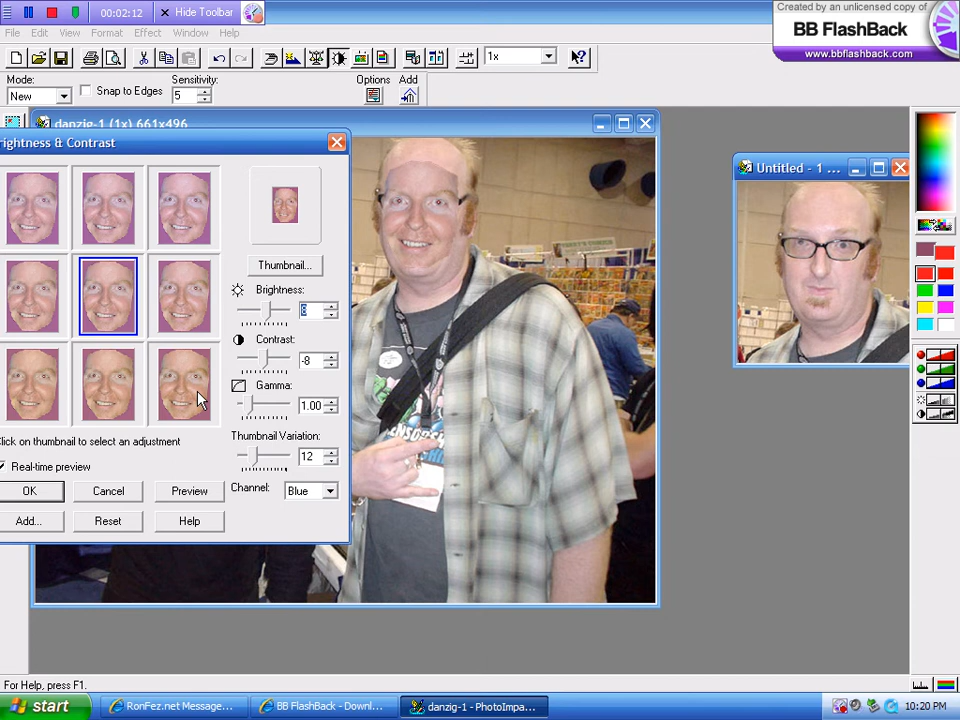 00:02:12
Hide Toolbar
Created by an unlicensed copy of
BB FlashBack
www.bbflashback.com
File Edit View Format Effect Window Help
1x
Mode:
New
Snap to Edges
Sensitivity:
5
Options
Add
danzig-1 (1x) 661x496
Untitled - 1 ...
rightness & Contrast
Thumbnail...
Brightness:
Contrast:
-8
Gamma:
1.00
Click on thumbnail to select an adjustment
Thumbnail Variation:
12
Real-time preview
Channel:
Blue
OK
Cancel
Preview
Add...
Reset
Help
For Help, press F1.
start
RonFez.net Message...
BB FlashBack - Downl...
danzig-1 - PhotoImpa...
10:20 PM